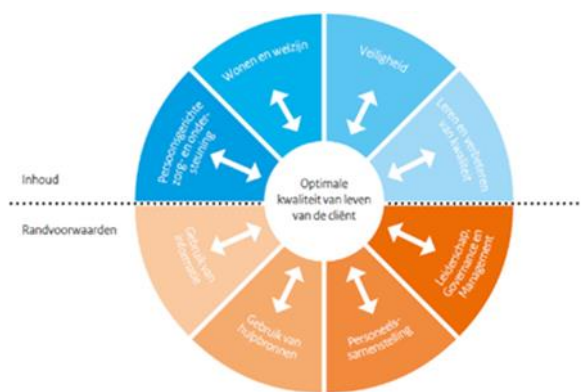 Wonen en welzijn
Veiligheid
Persoonsgerichte
zorg- en onder-
steuning
Leren en verbeteren
van kwaliteit
Optimale
kwaliteit van leven
van de cliënt
Inhoud
Randvoorwaarden
Gebruik van
informatie
Leiderschap,
Governance en
Management
Gebruik van
hulpbronnen
Personeels-
samenstelling